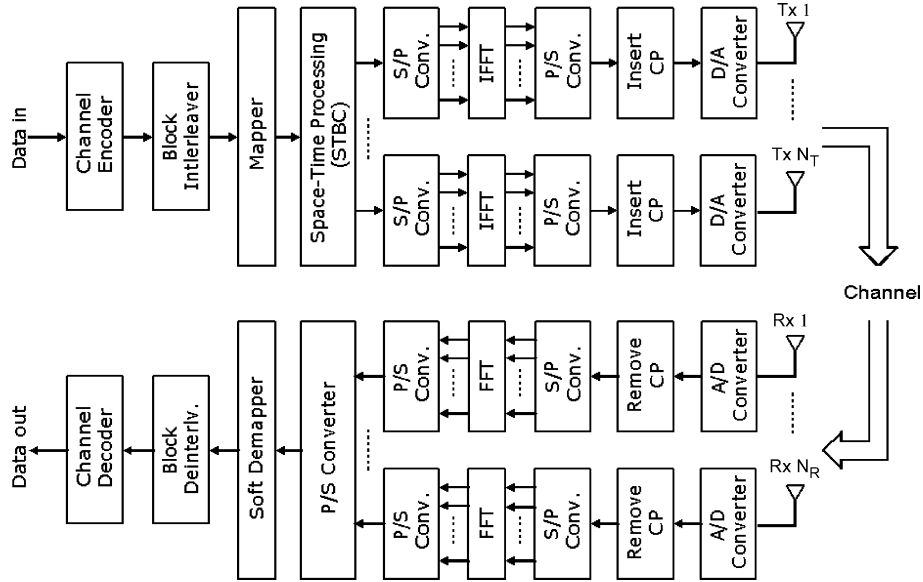 Data in
Channel
Encoder
Block
Intlerleaver
Mapper
Space-Time Processing
(STBC)
S/P
Conv.
IFFT
P/S
Conv.
Insert
CP
D/A
Converter
Tx 1
S/P
Conv.
IFFT
P/S
Conv.
Insert
CP
D/A
Converter
Tx N_T
Channel
Data out
Channel
Decoder
Block
Deinterlv.
Soft Demapper
P/S Converter
P/S
Conv.
FFT
S/P
Conv.
Remove
CP
A/D
Converter
Rx 1
P/S
Conv.
FFT
S/P
Conv.
Remove
CP
A/D
Converter
Rx N_R